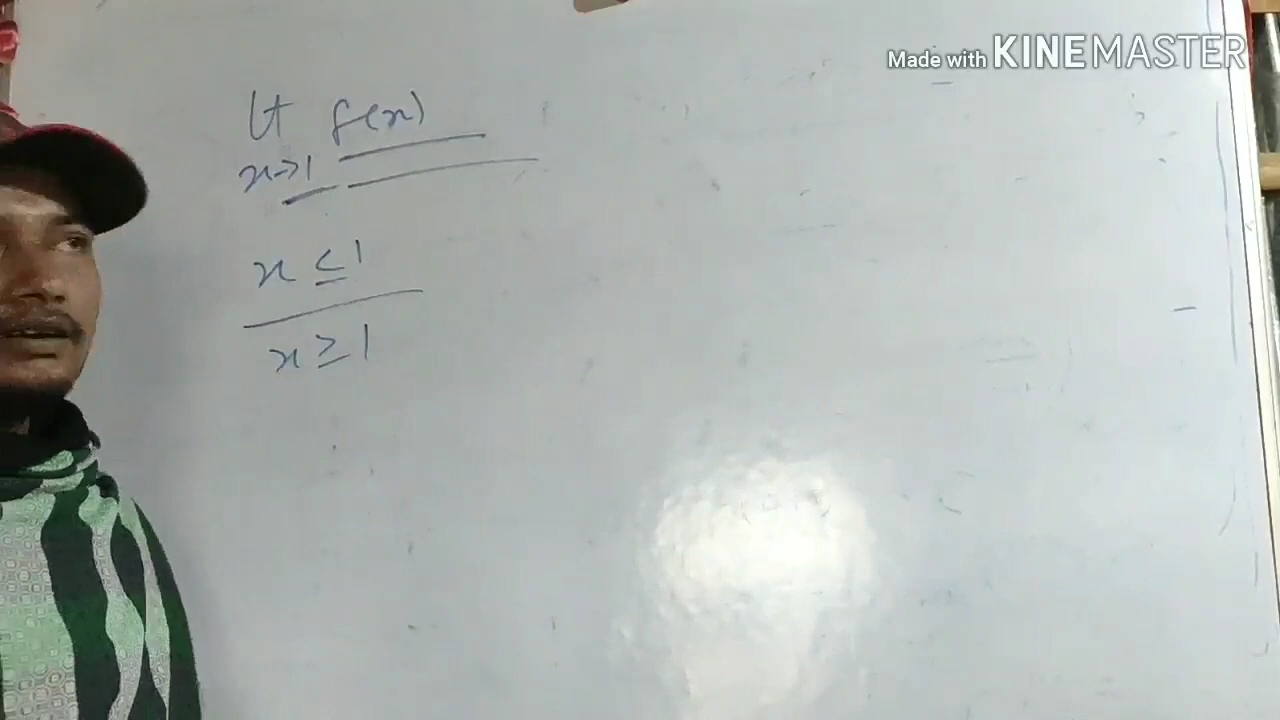 Made with KINEMASTER
lt f(x)
x→1
x ≤ 1
x ≥ 1